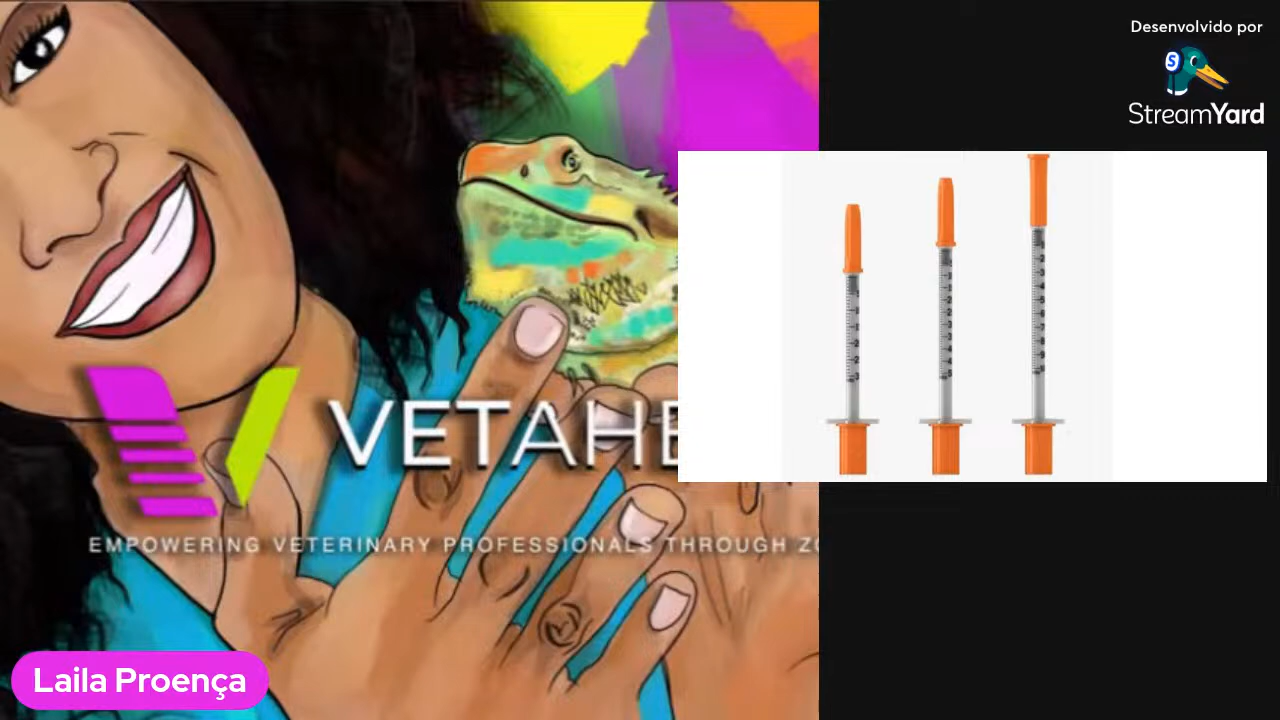 Desenvolvido por
StreamYard
VETAHE
EMPOWERING VETERINARY PROFESSIONALS THROUGH ZO
Laila Proença